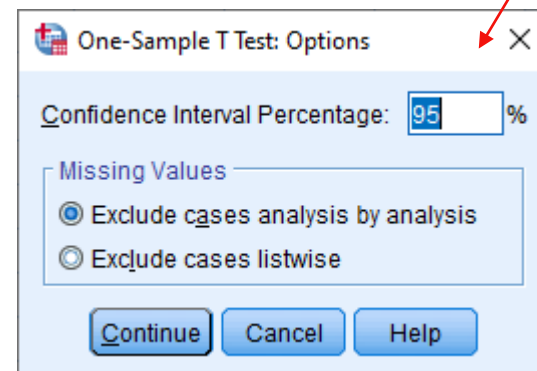 One-Sample T Test: Options
Confidence Interval Percentage: 95 %
Missing Values
Exclude cases analysis by analysis
Exclude cases listwise
Continue Cancel Help